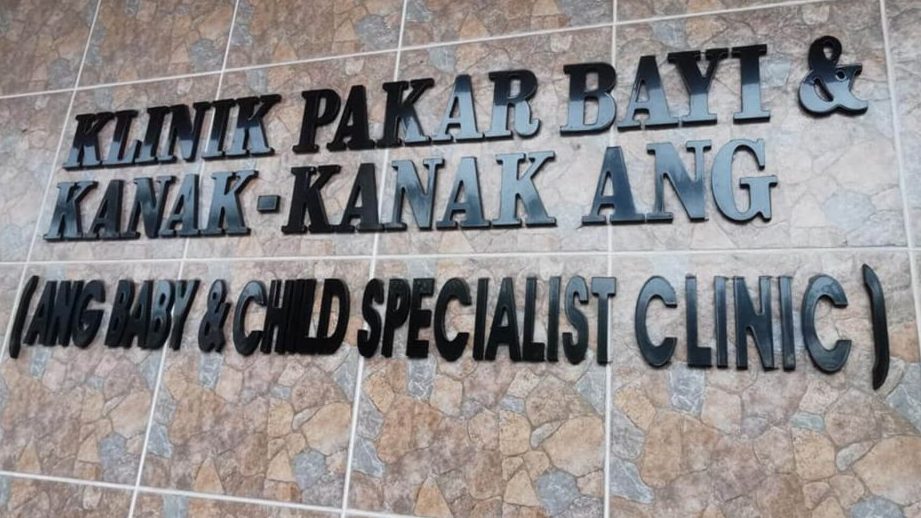 KLINIK PAKAR BAYI &
KANAK-KANAK ANG
(ANG BABY & CHILD SPECIALIST CLINIC)